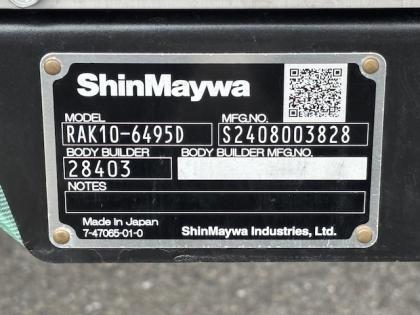 ShinMaywa
MODEL MFG.NO.
RAK10-6495D S2408003828
BODY BUILDER BODY BUILDER MFG.NO.
28403
NOTES
Made in Japan
7-47065-01-0 ShinMaywa Industries, Ltd.